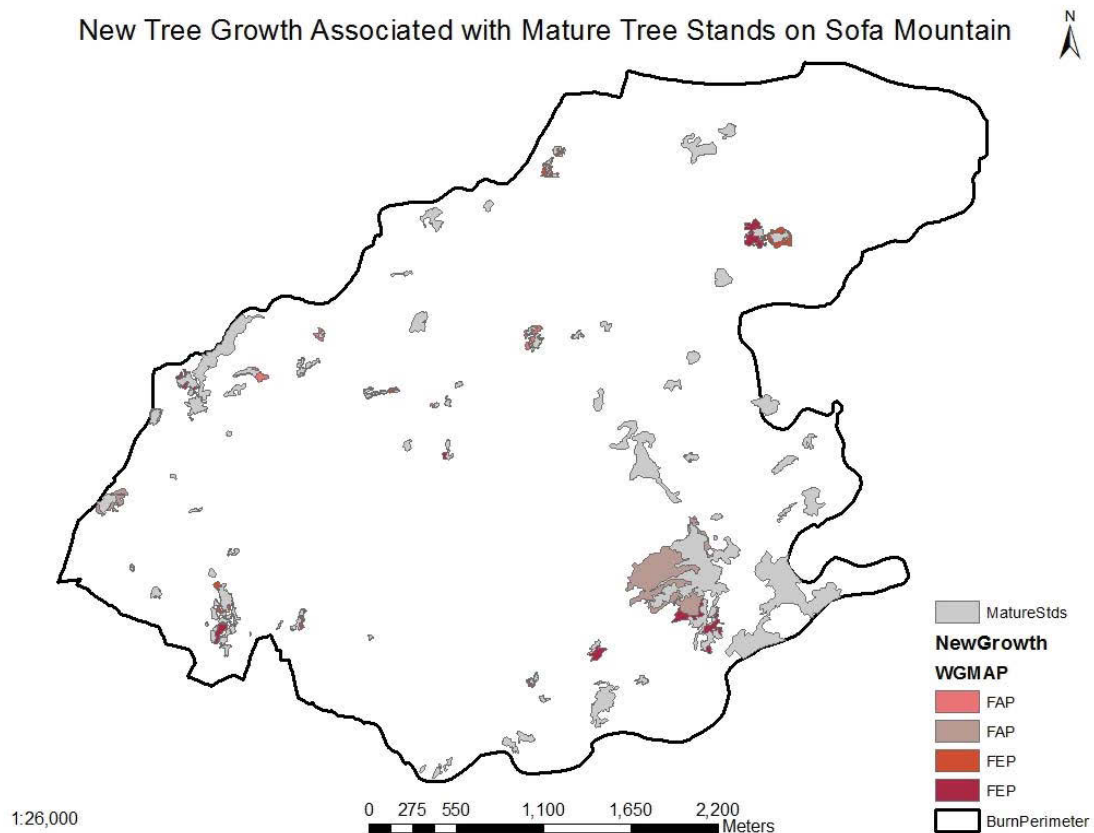 New Tree Growth Associated with Mature Tree Stands on Sofa Mountain
N
MatureStds
NewGrowth
WGMAP
FAP
FAP
FEP
FEP
BurnPerimeter
1:26,000
0 275 550 1,100 1,650 2,200
Meters